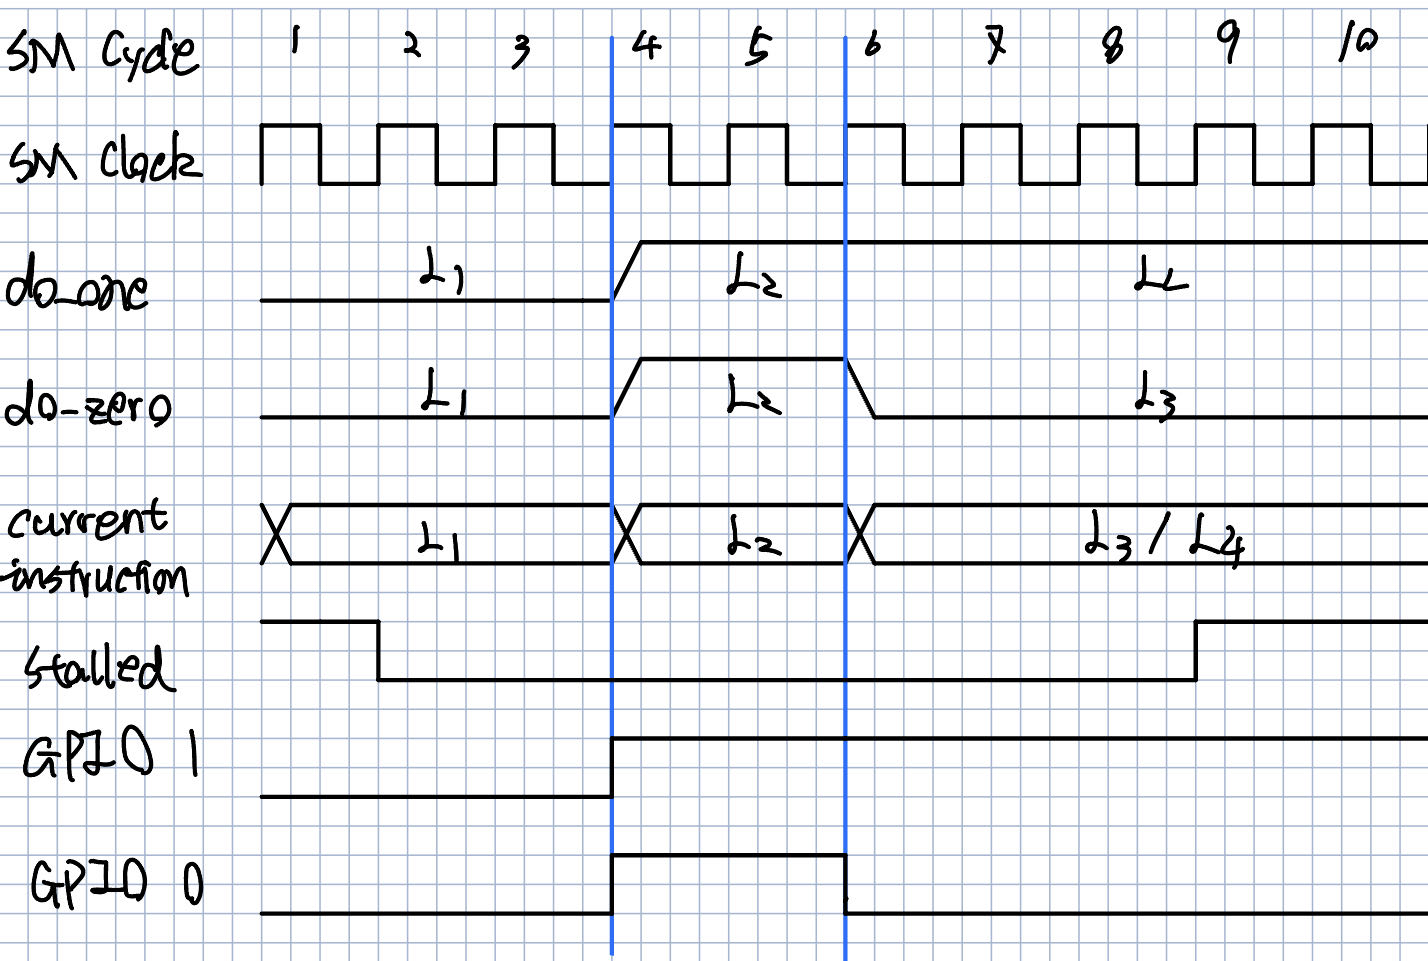 SM Cycle 1 2 3 4 5 6 7 8 9 10
SM Clock
do_one L1 L2 L2
do-zero L1 L2 L3
current
instruction L1 L2 L3 / L4
stalled
GPIO 1
GPIO 0